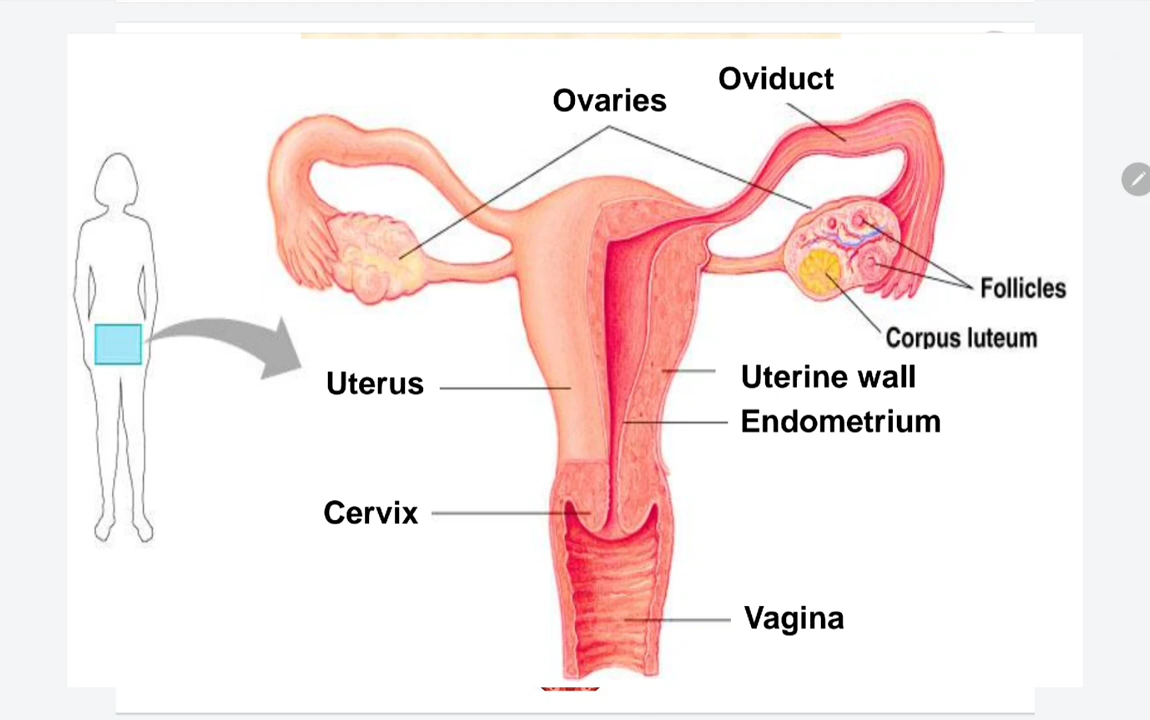 Oviduct
Ovaries
Follicles
Corpus luteum
Uterus
Uterine wall
Endometrium
Cervix
Vagina